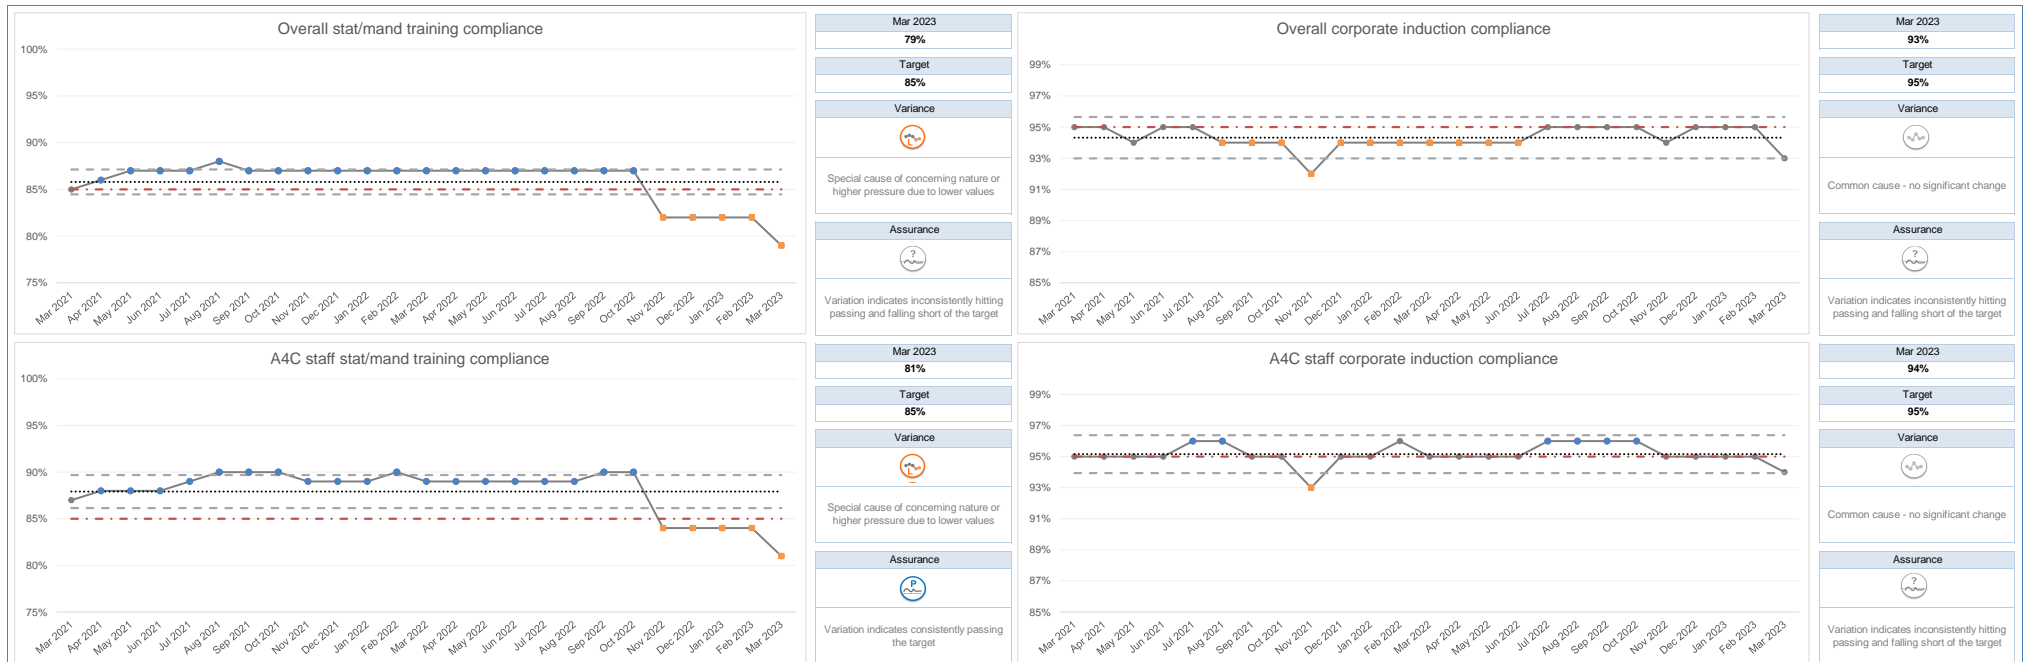 Overall stat/mand training compliance
100%
95%
90%
85%
80%
75%
Mar 2021
Apr 2021
May 2021
Jun 2021
Jul 2021
Aug 2021
Sep 2021
Oct 2021
Nov 2021
Dec 2021
Jan 2022
Feb 2022
Mar 2022
Apr 2022
May 2022
Jun 2022
Jul 2022
Aug 2022
Sep 2022
Oct 2022
Nov 2022
Dec 2022
Jan 2023
Feb 2023
Mar 2023
Mar 2023
79%
Target
85%
Variance
L
Special cause of concerning nature or
higher pressure due to lower values
Assurance
?
Variation indicates inconsistently hitting
passing and falling short of the target
Overall corporate induction compliance
99%
97%
95%
93%
91%
89%
87%
85%
Mar 2021
Apr 2021
May 2021
Jun 2021
Jul 2021
Aug 2021
Sep 2021
Oct 2021
Nov 2021
Dec 2021
Jan 2022
Feb 2022
Mar 2022
Apr 2022
May 2022
Jun 2022
Jul 2022
Aug 2022
Sep 2022
Oct 2022
Nov 2022
Dec 2022
Jan 2023
Feb 2023
Mar 2023
Mar 2023
93%
Target
95%
Variance
Common cause - no significant change
Assurance
?
Variation indicates inconsistently hitting
passing and falling short of the target
A4C staff stat/mand training compliance
100%
95%
90%
85%
80%
75%
Mar 2021
Apr 2021
May 2021
Jun 2021
Jul 2021
Aug 2021
Sep 2021
Oct 2021
Nov 2021
Dec 2021
Jan 2022
Feb 2022
Mar 2022
Apr 2022
May 2022
Jun 2022
Jul 2022
Aug 2022
Sep 2022
Oct 2022
Nov 2022
Dec 2022
Jan 2023
Feb 2023
Mar 2023
Mar 2023
81%
Target
85%
Variance
L
Special cause of concerning nature or
higher pressure due to lower values
Assurance
P
Variation indicates consistently passing
the target
A4C staff corporate induction compliance
99%
97%
95%
93%
91%
89%
87%
85%
Mar 2021
Apr 2021
May 2021
Jun 2021
Jul 2021
Aug 2021
Sep 2021
Oct 2021
Nov 2021
Dec 2021
Jan 2022
Feb 2022
Mar 2022
Apr 2022
May 2022
Jun 2022
Jul 2022
Aug 2022
Sep 2022
Oct 2022
Nov 2022
Dec 2022
Jan 2023
Feb 2023
Mar 2023
Mar 2023
94%
Target
95%
Variance
Common cause - no significant change
Assurance
?
Variation indicates inconsistently hitting
passing and falling short of the target